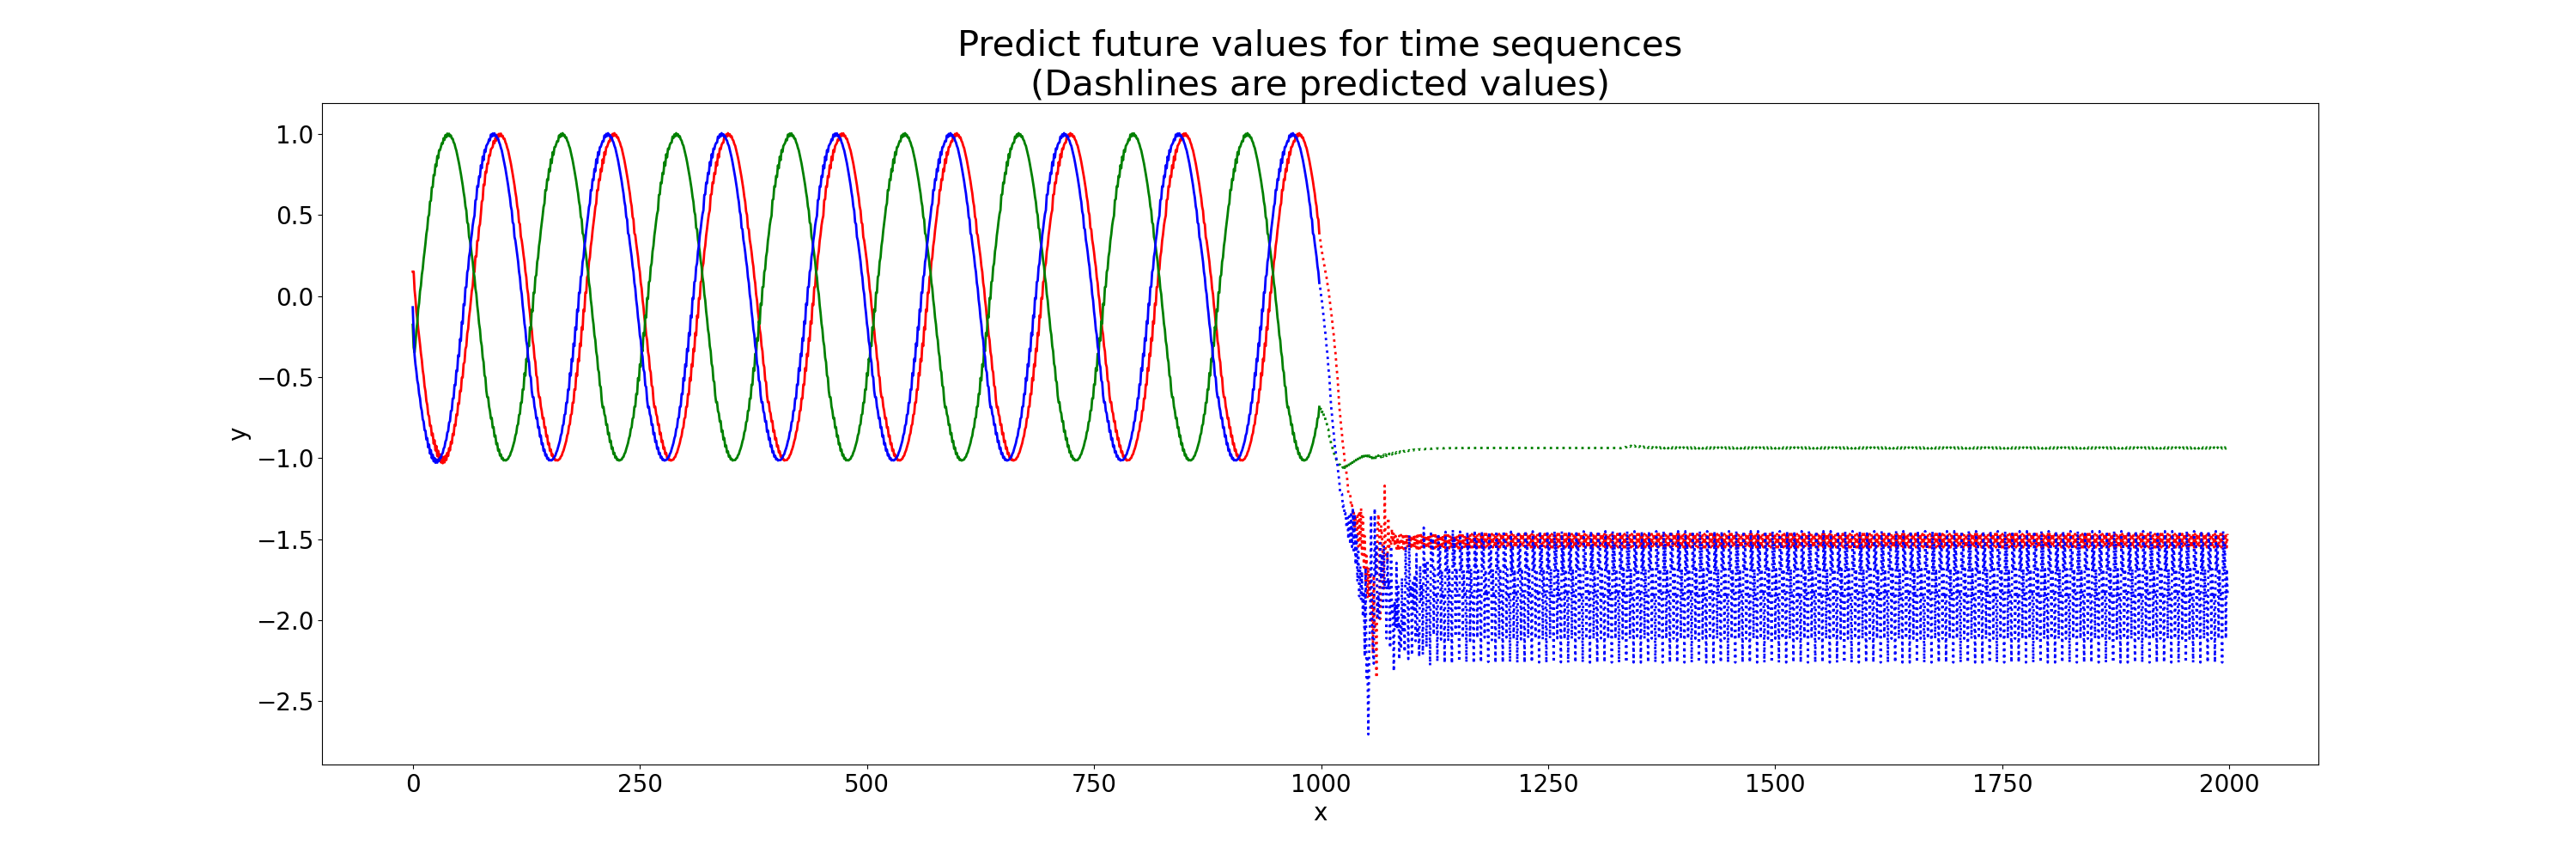 Predict future values for time sequences
(Dashlines are predicted values)
1.0
0.5
0.0
−0.5
−1.0
−1.5
−2.0
−2.5
y
0 250 500 750 1000 1250 1500 1750 2000
x